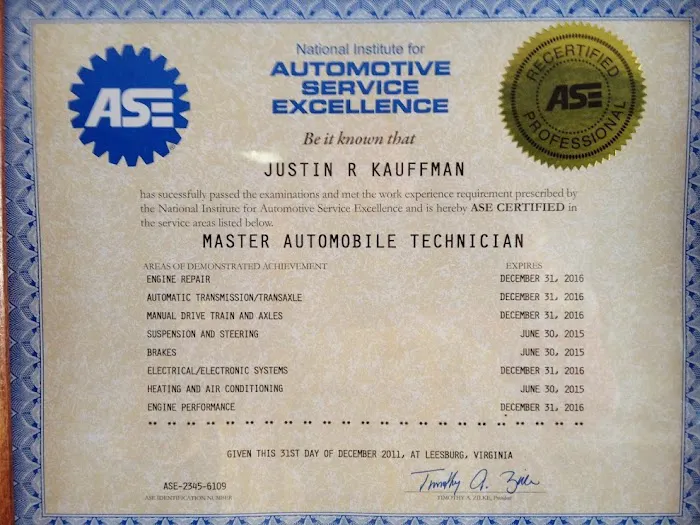 ASE
National Institute for
AUTOMOTIVE
SERVICE
EXCELLENCE
RECERTIFIED
ASE
PROFESSIONAL
Be it known that
JUSTIN R KAUFFMAN
has sucessfully passed the examinations and met the work experience requirement prescribed by
the National Institute for Automotive Service Excellence and is hereby ASE CERTIFIED in
the service areas listed below.
MASTER AUTOMOBILE TECHNICIAN
AREAS OF DEMONSTRATED ACHIEVEMENT EXPIRES
ENGINE REPAIR DECEMBER 31, 2016
AUTOMATIC TRANSMISSION/TRANSAXLE DECEMBER 31, 2016
MANUAL DRIVE TRAIN AND AXLES DECEMBER 31, 2016
SUSPENSION AND STEERING JUNE 30, 2015
BRAKES JUNE 30, 2015
ELECTRICAL/ELECTRONIC SYSTEMS DECEMBER 31, 2016
HEATING AND AIR CONDITIONING JUNE 30, 2015
ENGINE PERFORMANCE DECEMBER 31, 2016
GIVEN THIS 31ST DAY OF DECEMBER 2011, AT LEESBURG, VIRGINIA
ASE-2345-6109 Timothy A. Zilke
ASE IDENTIFICATION NUMBER TIMOTHY A. ZILKE, President